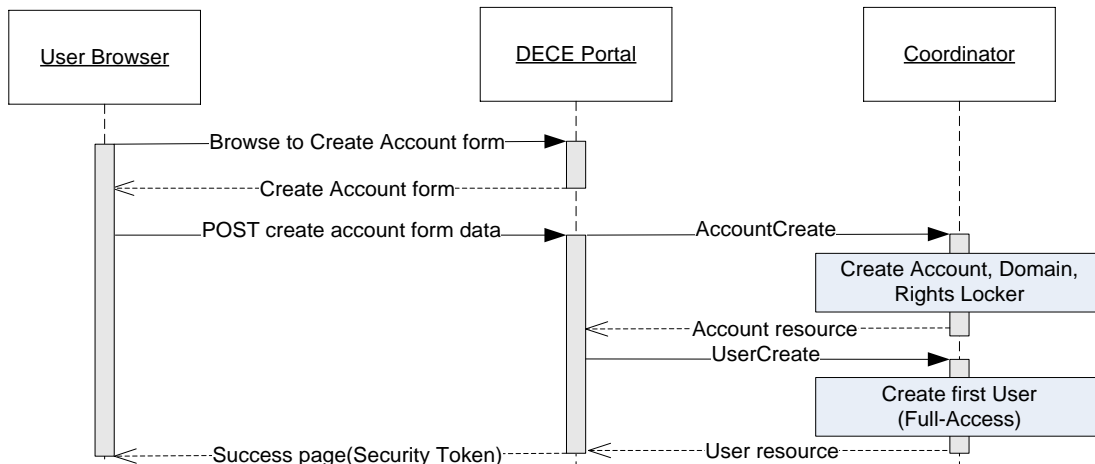 User Browser
DECE Portal
Coordinator
Browse to Create Account form
Create Account form
POST create account form data
AccountCreate
Create Account, Domain,
Rights Locker
Account resource
UserCreate
Create first User
(Full-Access)
User resource
Success page(Security Token)